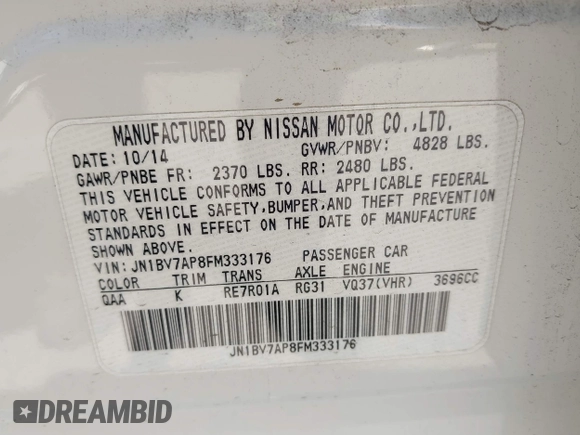 MANUFACTURED BY NISSAN MOTOR CO.,LTD.
DATE: 10/14 GVWR/PNBV: 4828 LBS.
GAWR/PNBE FR: 2370 LBS. RR: 2480 LBS.
THIS VEHICLE CONFORMS TO ALL APPLICABLE FEDERAL
MOTOR VEHICLE SAFETY,BUMPER,AND THEFT PREVENTION
STANDARDS IN EFFECT ON THE DATE OF MANUFACTURE
SHOWN ABOVE.
VIN: JN1BV7AP8FM333176 PASSENGER CAR
COLOR TRIM TRANS AXLE ENGINE
QAA K RE7R01A RG31 VQ37(VHR) 3696CC
JN1BV7AP8FM333176
DREAMBID